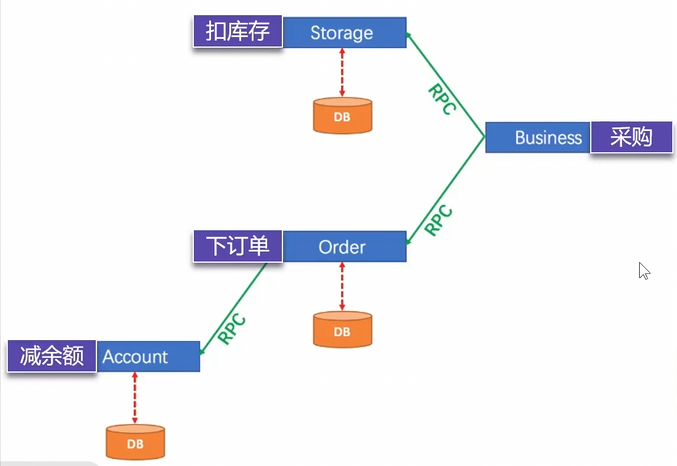 扣库存 Storage
DB
RPC
Business 采购
RPC
下订单 Order
DB
RPC
减余额 Account
DB